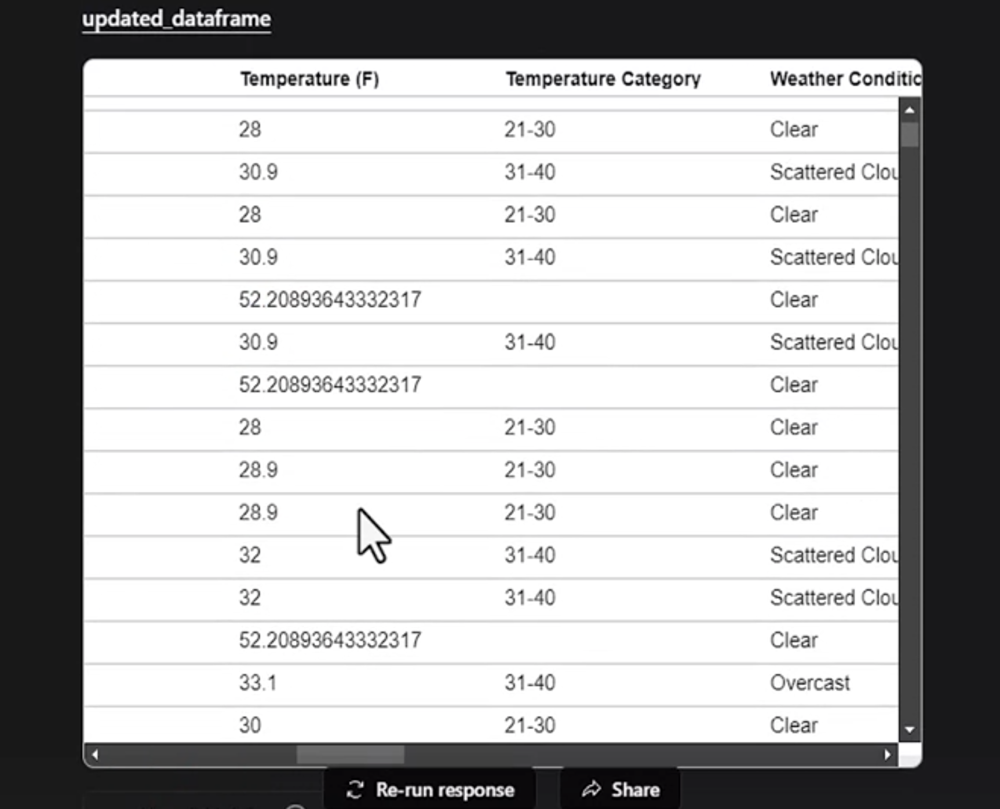 updated_dataframe
Temperature (F) Temperature Category Weather Conditic
28 21-30 Clear
30.9 31-40 Scattered Clou
28 21-30 Clear
30.9 31-40 Scattered Clou
52.20893643332317 Clear
30.9 31-40 Scattered Clou
52.20893643332317 Clear
28 21-30 Clear
28.9 21-30 Clear
28.9 21-30 Clear
32 31-40 Scattered Clou
32 31-40 Scattered Clou
52.20893643332317 Clear
33.1 31-40 Overcast
30 21-30 Clear
Re-run response Share